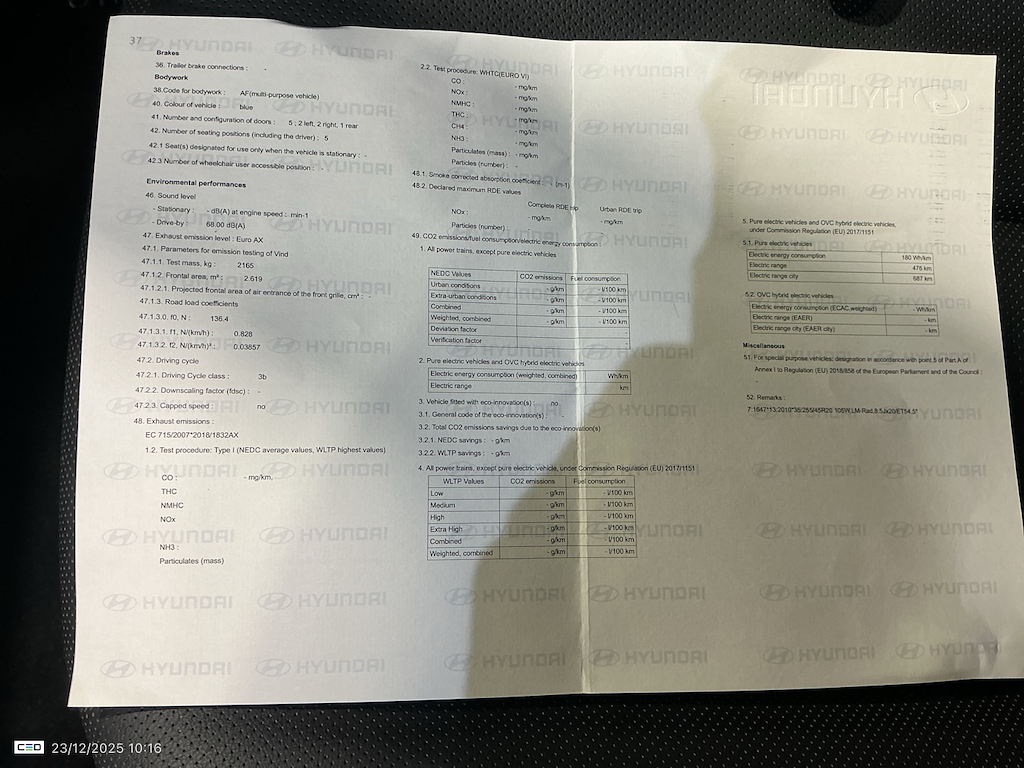 37
HYUNDAI
Brakes
36. Trailer brake connections : -
Bodywork
38.Code for bodywork : AF(multi-purpose vehicle)
40. Colour of vehicle : blue
41. Number and configuration of doors : 5 ; 2 left, 2 right, 1 rear
42. Number of seating positions (including the driver) : 5
42.1 Seat(s) designated for use only when the vehicle is stationary : -
42.3 Number of wheelchair user accessible position : -
Environmental performances
46. Sound level
- Stationary : - dB(A) at engine speed : min-1
- Drive-by : 68.00 dB(A)
47. Exhaust emission level : Euro AX
47.1. Parameters for emission testing of Vind
47.1.1. Test mass, kg : 2165
47.1.2. Frontal area, m² : 2.619
47.1.2.1. Projected frontal area of air entrance of the front grille, cm² : -
47.1.3. Road load coefficients
47.1.3.0. f0, N : 136.4
47.1.3.1. f1, N/(km/h) : 0.828
47.1.3.2. f2, N/(km/h)² : 0.03857
47.2. Driving cycle
47.2.1. Driving Cycle class : 3b
47.2.2. Downscaling factor (fdsc) : -
47.2.3. Capped speed : no
48. Exhaust emissions :
EC 715/2007*2018/1832AX
1.2. Test procedure: Type I (NEDC average values, WLTP highest values)
CO : - mg/km,
THC
NMHC
NOx
NH3 :
Particulates (mass)
2.2. Test procedure: WHTC(EURO VI)
CO : - mg/km
NOx : - mg/km
NMHC : - mg/km
THC : - mg/km
CH4 : - mg/km
NH3 : - mg/km
Particulates (mass) : - mg/km
Particles (number) : -
48.1. Smoke corrected absorption coefficient : - (m-1)
48.2. Declared maximum RDE values
Complete RDE trip Urban RDE trip
NOx : - mg/km - mg/km
Particles (number) :
49. CO2 emissions/fuel consumption/electric energy consumption :
1. All power trains, except pure electric vehicles
NEDC Values CO2 emissions Fuel consumption
Urban conditions - g/km - l/100 km
Extra-urban conditions - g/km - l/100 km
Combined - g/km - l/100 km
Weighted, combined - g/km - l/100 km
Deviation factor
Verification factor
2. Pure electric vehicles and OVC hybrid electric vehicles
Electric energy consumption (weighted, combined) Wh/km
Electric range km
3. Vehicle fitted with eco-innovation(s) : no
3.1. General code of the eco-innovation(s) :
3.2. Total CO2 emissions savings due to the eco-innovation(s)
3.2.1. NEDC savings : - g/km
3.2.2. WLTP savings : - g/km
4. All power trains, except pure electric vehicle, under Commission Regulation (EU) 2017/1151
WLTP Values CO2 emissions Fuel consumption
Low - g/km - l/100 km
Medium - g/km - l/100 km
High - g/km - l/100 km
Extra High - g/km - l/100 km
Combined - g/km - l/100 km
Weighted, combined - g/km - l/100 km
5. Pure electric vehicles and OVC hybrid electric vehicles,
under Commission Regulation (EU) 2017/1151
5.1. Pure electric vehicles
Electric energy consumption 180 Wh/km
Electric range 476 km
Electric range city 687 km
5.2. OVC hybrid electric vehicles
Electric energy consumption (ECAC,weighted) - Wh/km
Electric range (EAER) - km
Electric range city (EAER city) - km
Miscellaneous
51. For special purpose vehicles: designation in accordance with point 5 of Part A of
Annex I to Regulation (EU) 2018/858 of the European Parliament and of the Council :
-
52. Remarks :
7:1647*13:2010*35:255/45R20 105W,LM-Rad,8.5Jx20/ET54.5*
CEO 23/12/2025 10:16